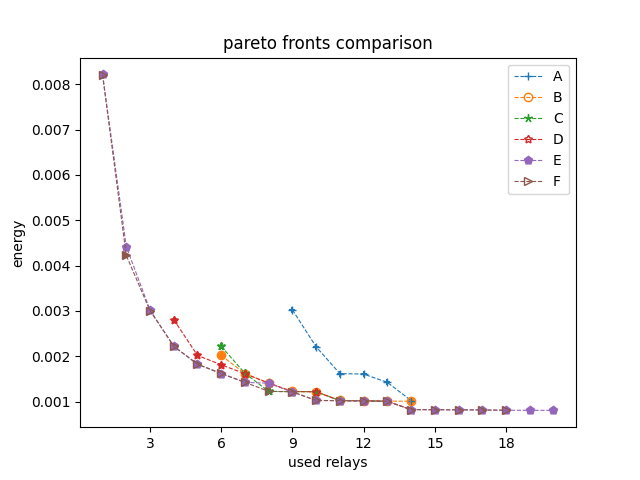 pareto fronts comparison
A
B
C
D
E
F
0.008
0.007
0.006
0.005
0.004
0.003
0.002
0.001
energy
3 6 9 12 15 18
used relays